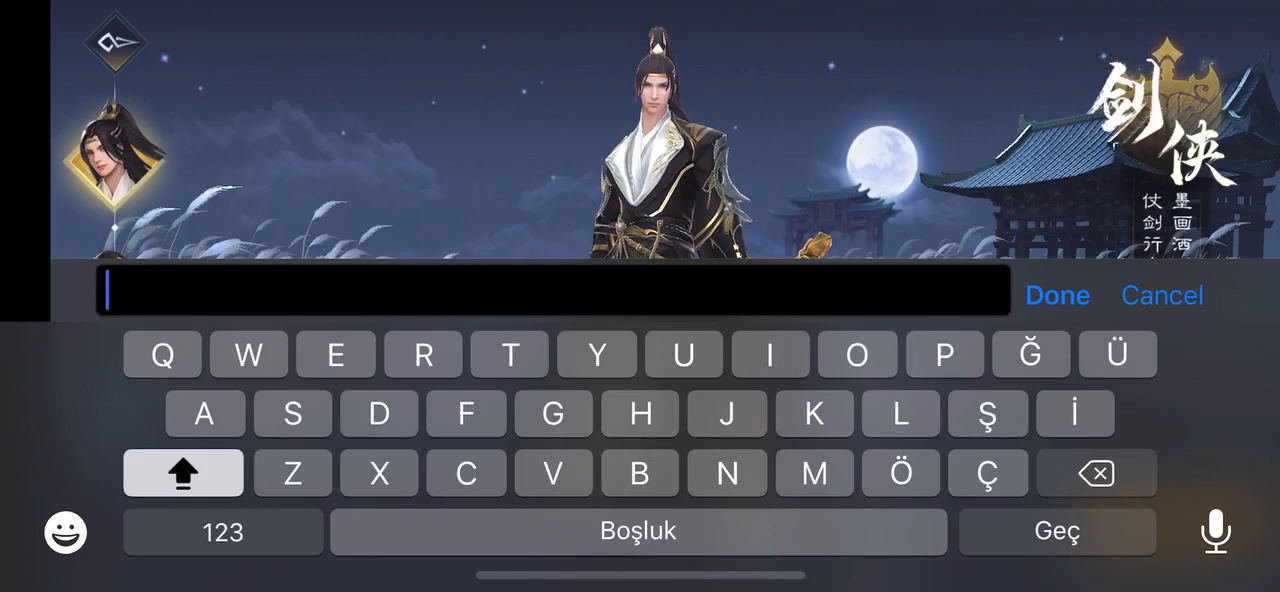 剑侠
墨画酒
仗剑行
Done Cancel
Q W E R T Y U I O P Ğ Ü
A S D F G H J K L Ş İ
Z X C V B N M Ö Ç
123 Boşluk Geç